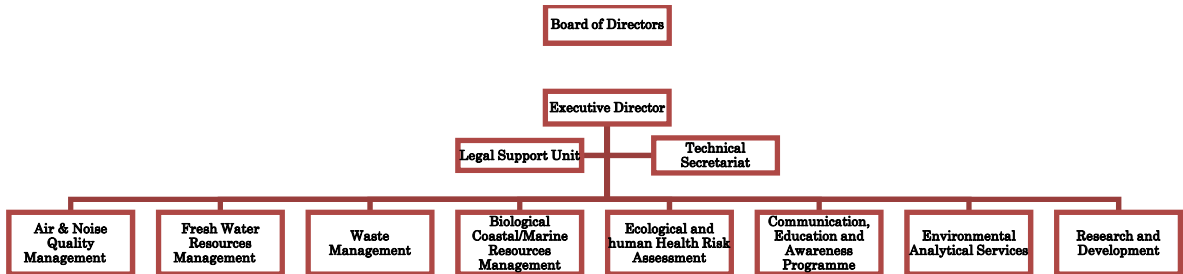 Board of Directors
Executive Director
Legal Support Unit
Technical
Secretariat
Air & Noise
Quality
Management
Fresh Water
Resources
Management
Waste
Management
Biological
Coastal/Marine
Resources
Management
Ecological and
human Health Risk
Assessment
Communication,
Education and
Awareness
Programme
Environmental
Analytical Services
Research and
Development